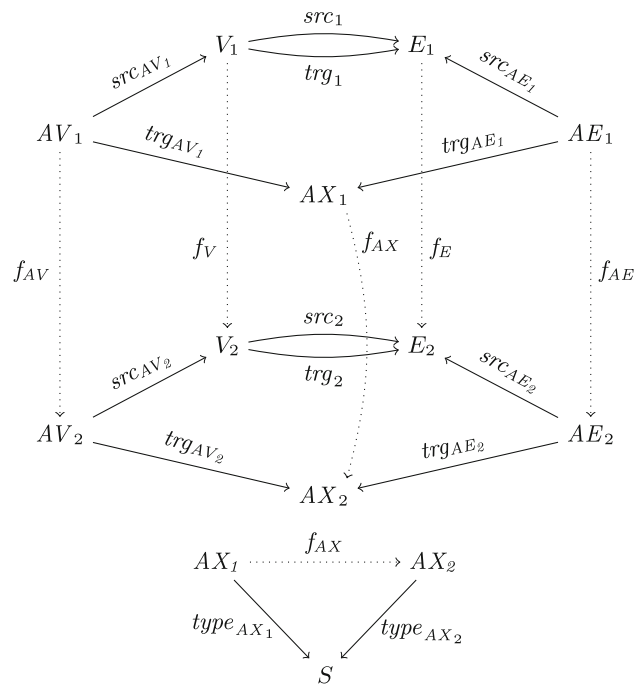 src₁
V₁ E₁
trg₁
src_AV₁ src_AE₁
AV₁ AE₁
trg_AV₁ trg_AE₁
AX₁
f_AV f_V f_AX f_E f_AE
src₂
V₂ E₂
trg₂
src_AV₂ src_AE₂
AV₂ AE₂
trg_AV₂ trg_AE₂
AX₂
f_AX
AX₁ AX₂
type_AX₁ type_AX₂
S